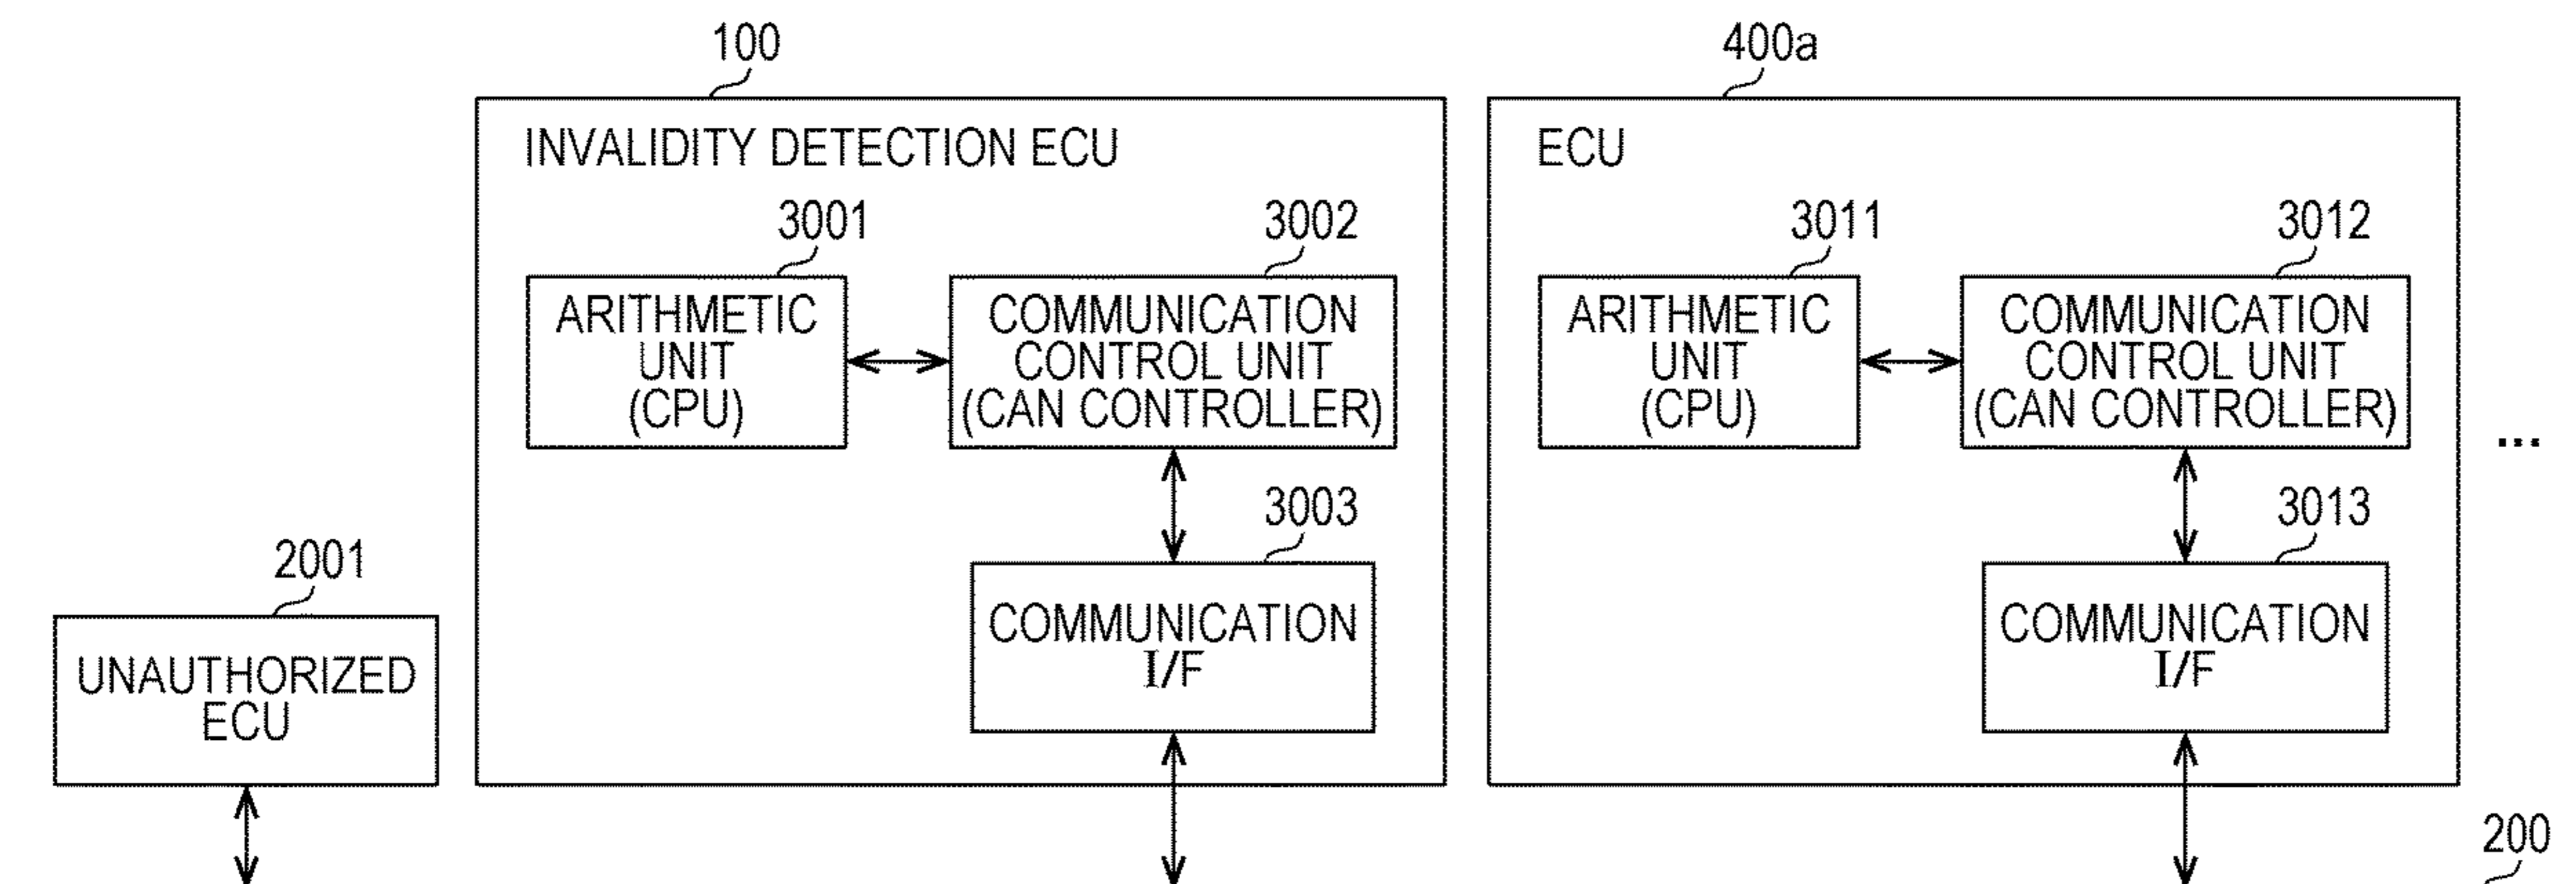 100
400a
INVALIDITY DETECTION ECU
ECU
3001
3002
3011
3012
ARITHMETIC
UNIT
(CPU)
COMMUNICATION
CONTROL UNIT
(CAN CONTROLLER)
ARITHMETIC
UNIT
(CPU)
COMMUNICATION
CONTROL UNIT
(CAN CONTROLLER)
...
3003
3013
2001
COMMUNICATION
I/F
COMMUNICATION
I/F
UNAUTHORIZED
ECU
200